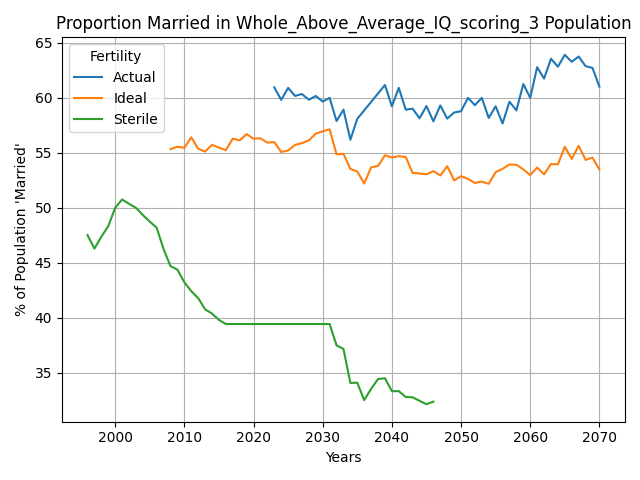 Proportion Married in Whole_Above_Average_IQ_scoring_3 Population
% of Population 'Married'
65
60
55
50
45
40
35
Fertility
Actual
Ideal
Sterile
2000 2010 2020 2030 2040 2050 2060 2070
Years